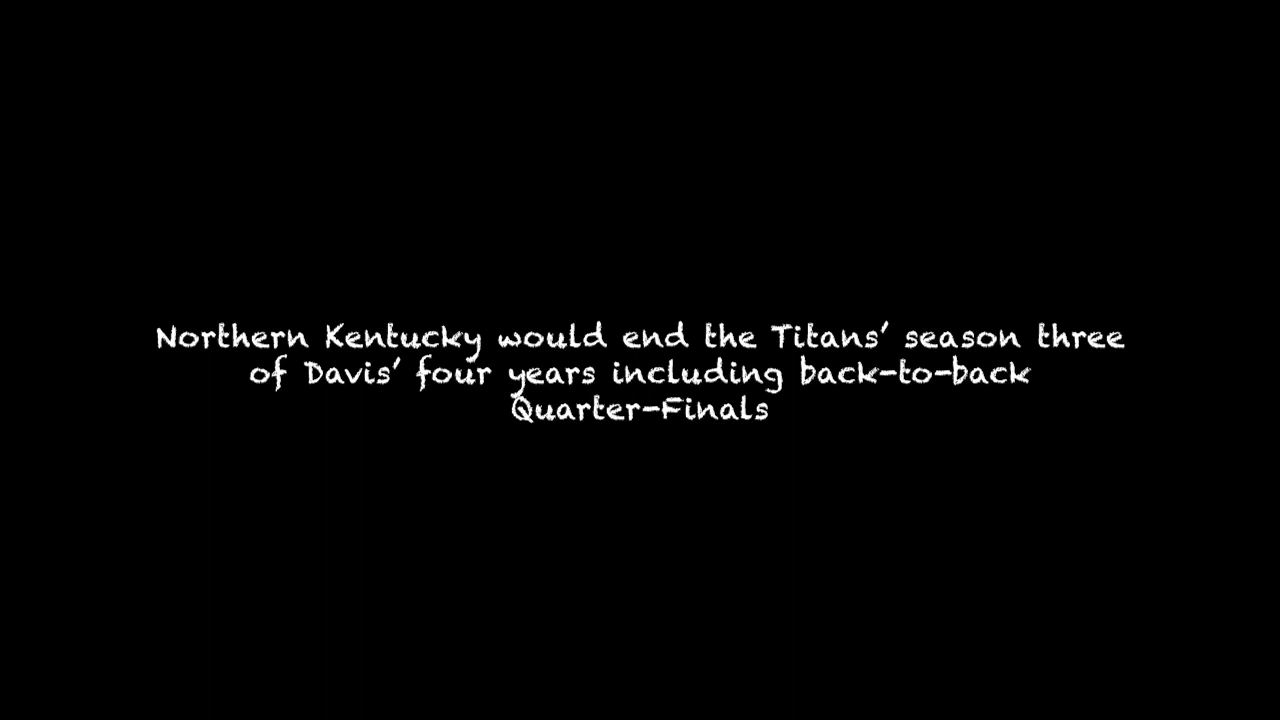 Northern Kentucky would end the Titans’ season three
of Davis’ four years including back-to-back
Quarter-Finals